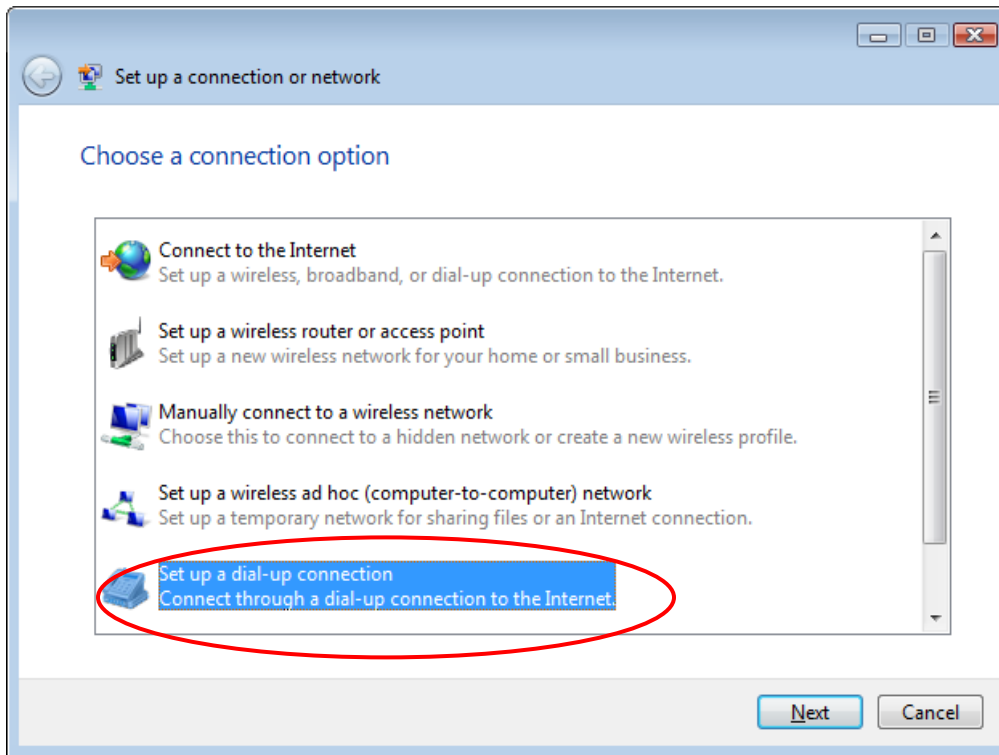 Set up a connection or network
Choose a connection option
Connect to the Internet
Set up a wireless, broadband, or dial-up connection to the Internet.
Set up a wireless router or access point
Set up a new wireless network for your home or small business.
Manually connect to a wireless network
Choose this to connect to a hidden network or create a new wireless profile.
Set up a wireless ad hoc (computer-to-computer) network
Set up a temporary network for sharing files or an Internet connection.
Set up a dial-up connection
Connect through a dial-up connection to the Internet.
Next
Cancel